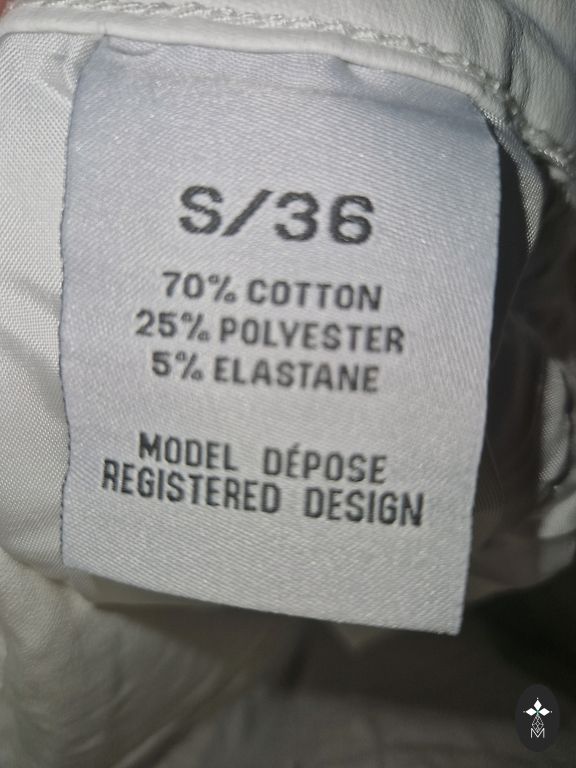 S/36
70% COTTON
25% POLYESTER
5% ELASTANE
MODEL DÉPOSE
REGISTERED DESIGN
M